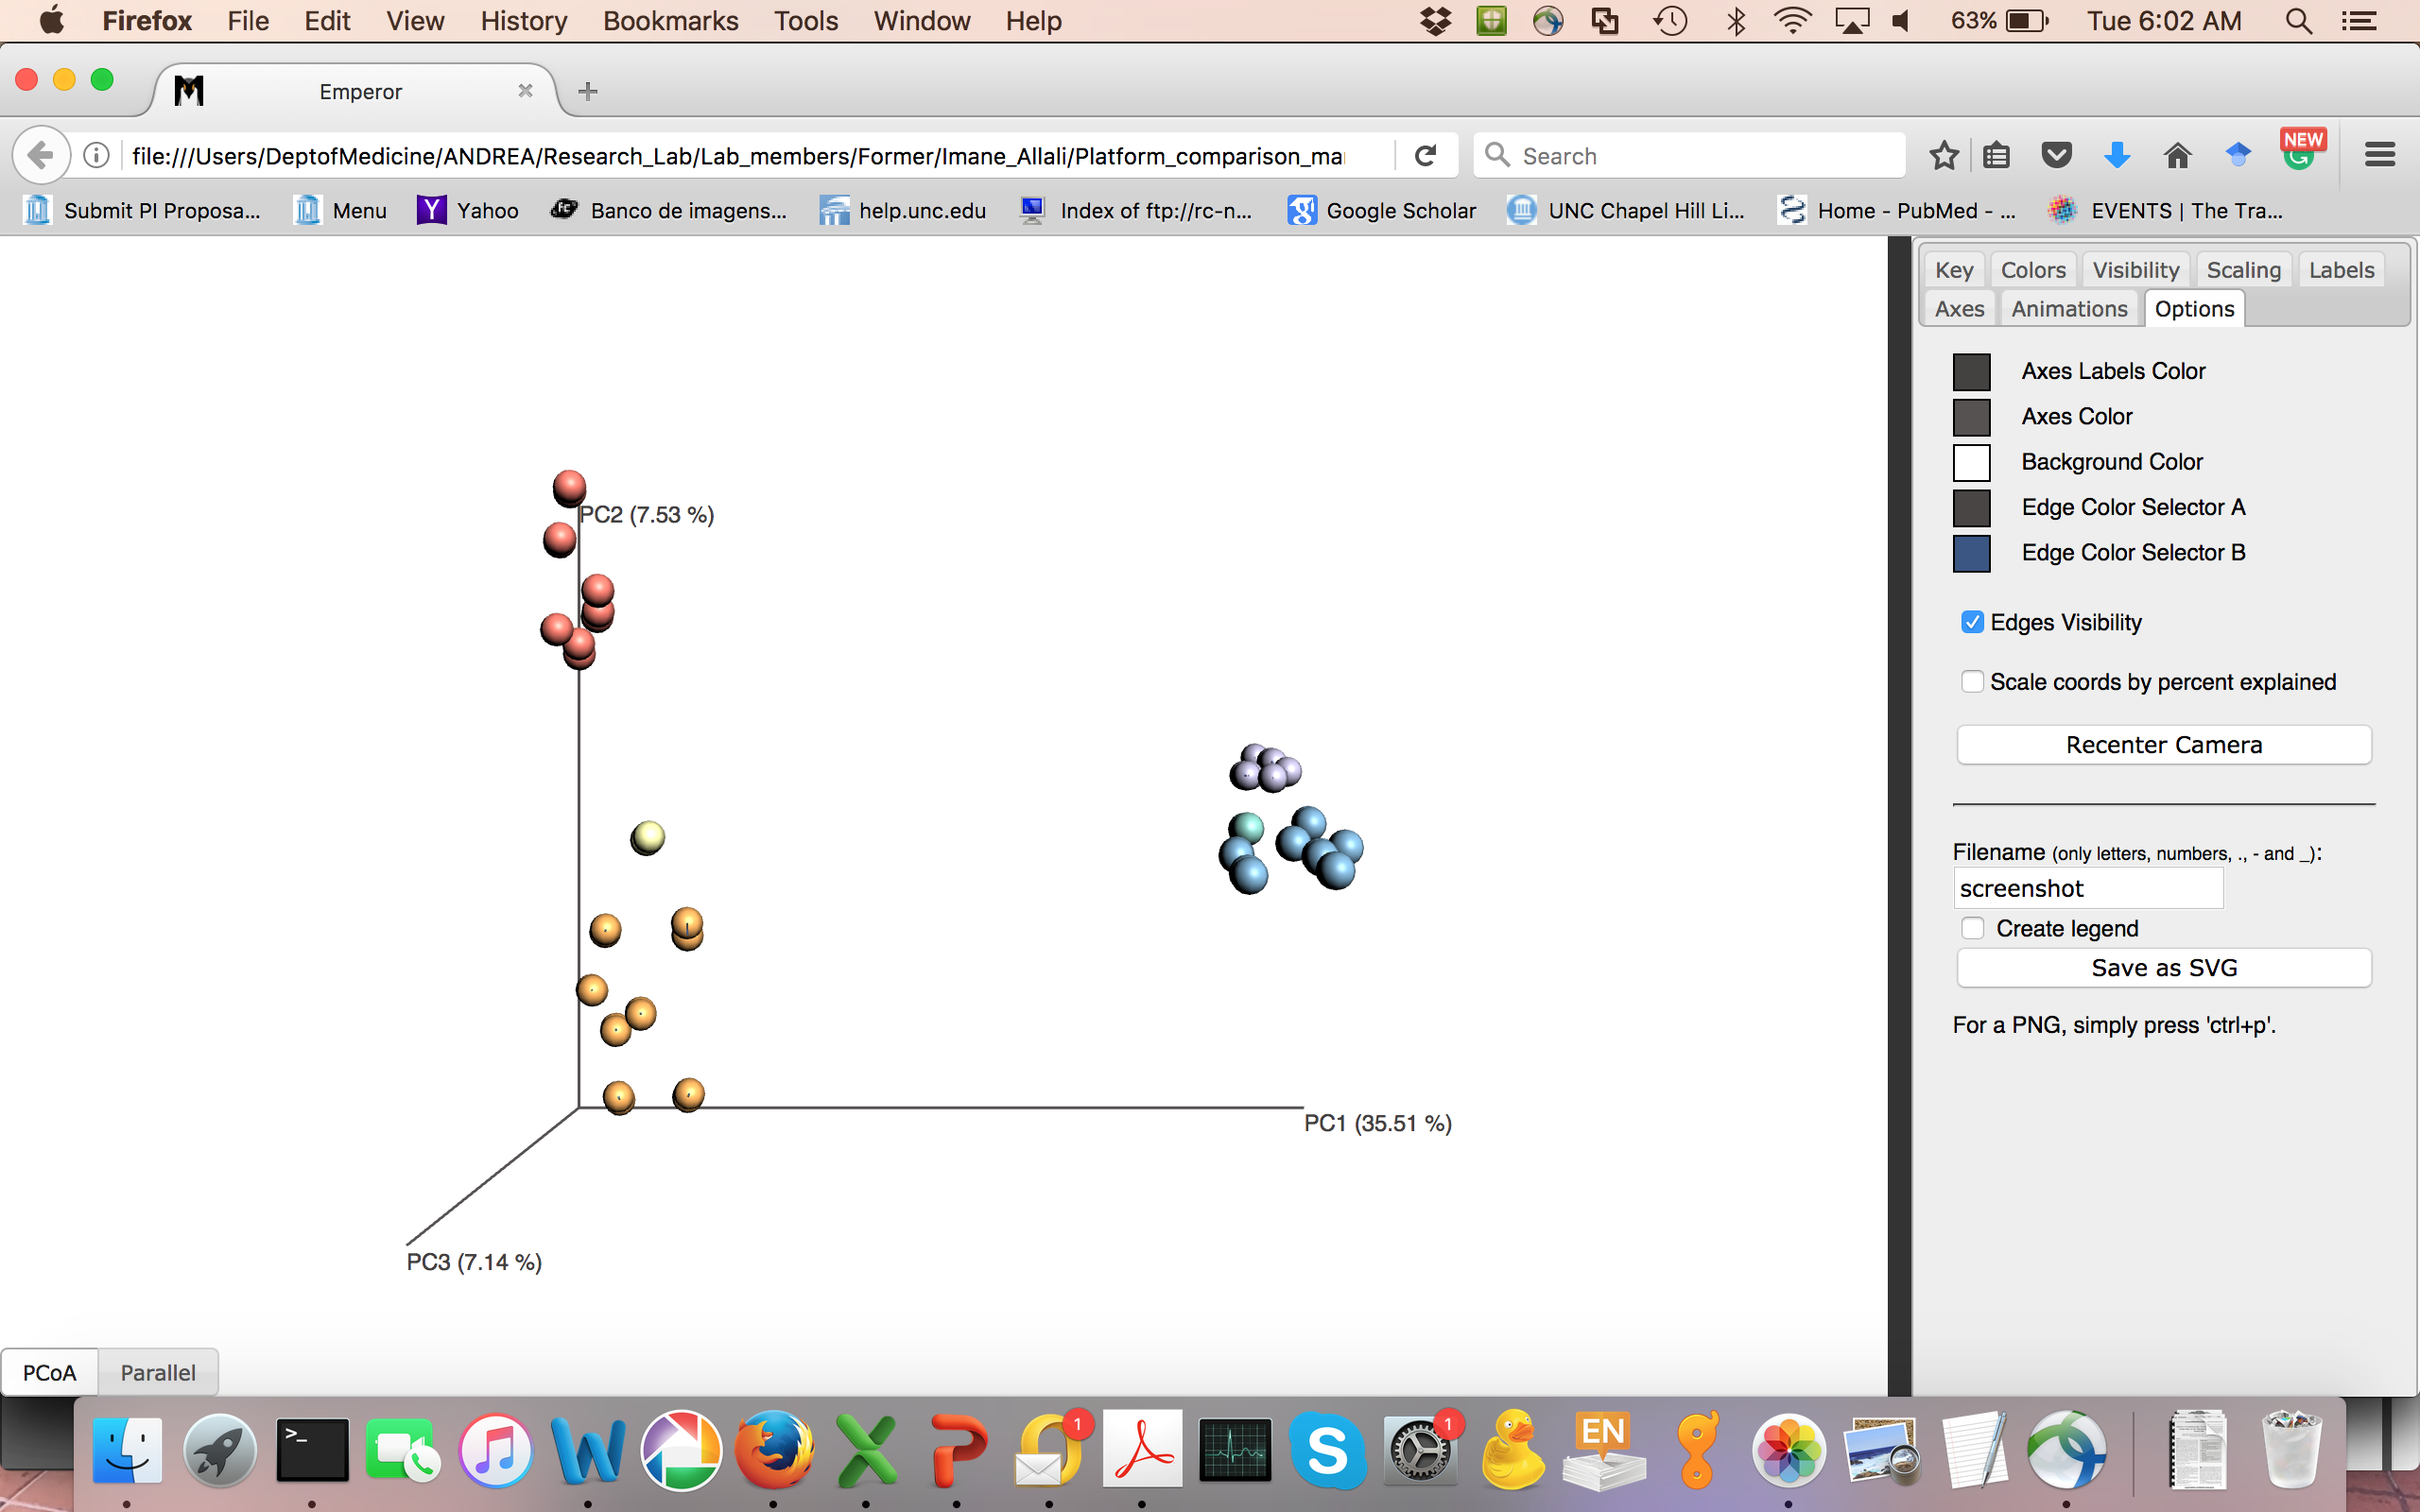 Firefox File Edit View History Bookmarks Tools Window Help 63% Tue 6:02 AM
Emperor
file:///Users/DeptofMedicine/ANDREA/Research_Lab/Lab_members/Former/Imane_Allali/Platform_comparison_ma
Search
NEW
Submit PI Proposa... Menu Yahoo Banco de imagens... help.unc.edu Index of ftp://rc-n... Google Scholar UNC Chapel Hill Li... Home - PubMed - ... EVENTS | The Tra...
Key Colors Visibility Scaling Labels
Axes Animations Options
Axes Labels Color
Axes Color
Background Color
Edge Color Selector A
Edge Color Selector B
Edges Visibility
Scale coords by percent explained
Recenter Camera
Filename (only letters, numbers, ., - and _):
screenshot
Create legend
Save as SVG
For a PNG, simply press 'ctrl+p'.
PC2 (7.53 %)
PC1 (35.51 %)
PC3 (7.14 %)
PCoA Parallel
1
1
EN